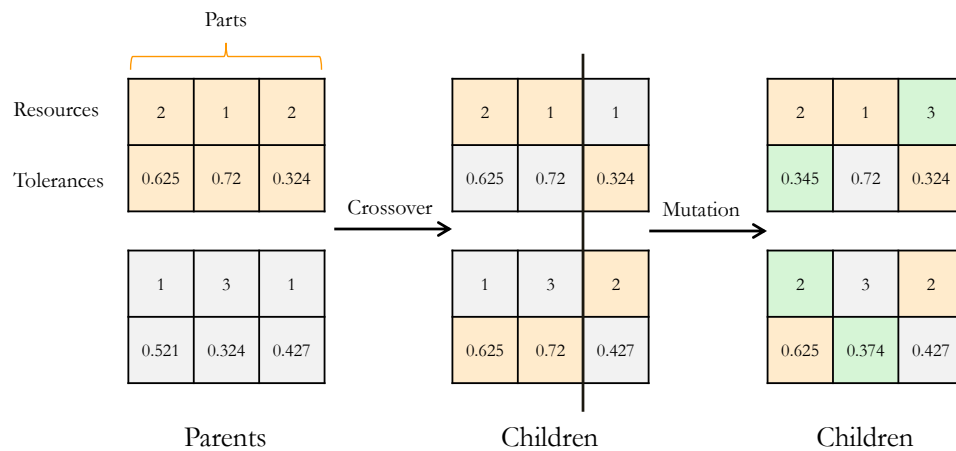 Parts
Resources 2 1 2 2 1 1 2 1 3
Tolerances 0.625 0.72 0.324 0.625 0.72 0.324 0.345 0.72 0.324
Crossover Mutation
1 3 1 1 3 2 2 3 2
0.521 0.324 0.427 0.625 0.72 0.427 0.625 0.374 0.427
Parents Children Children